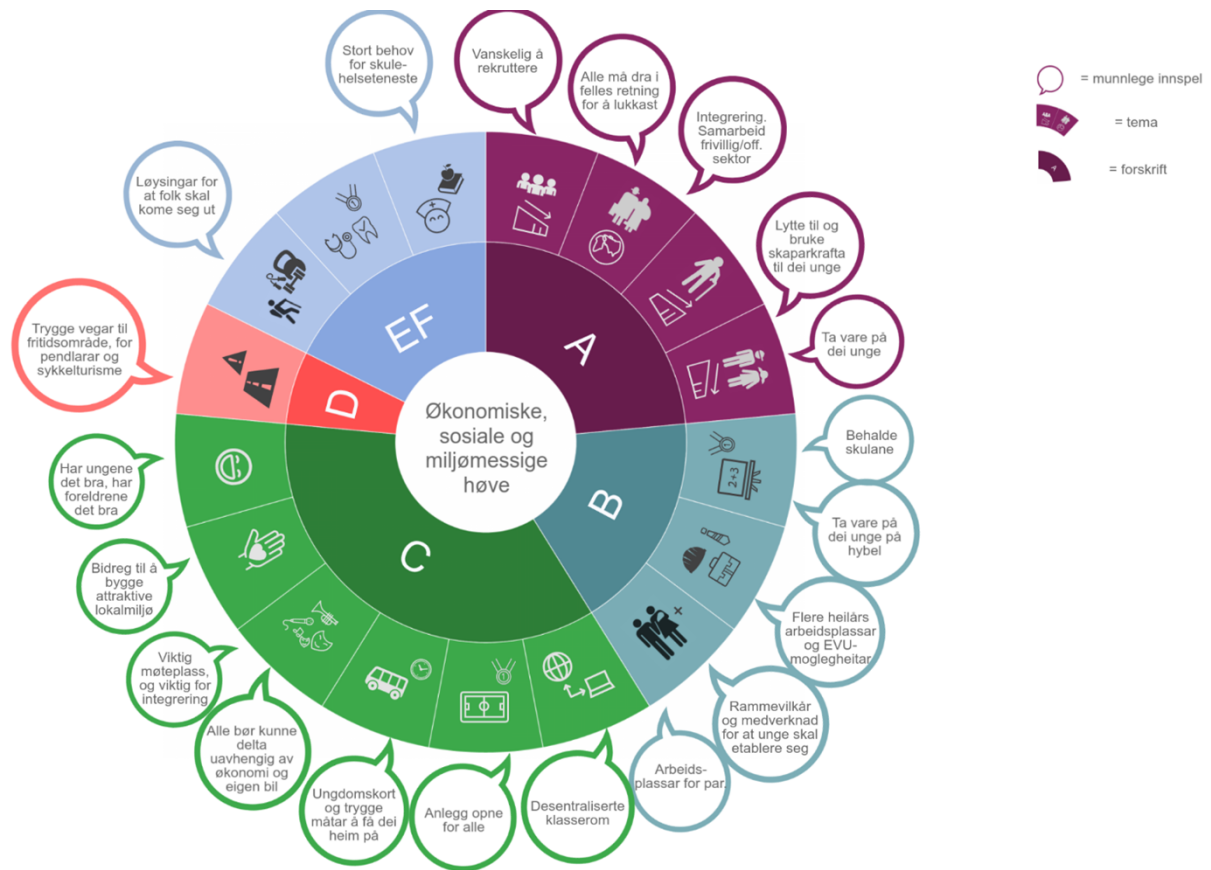 Stort behov
for skule-
helseteneste
Vanskelig å
rekruttere
Alle må dra i
felles retning
for å lukkast
Integrering.
Samarbeid
frivillig/off.
sektor
Lytte til og
bruke
skaparkrafta
til dei unge
Ta vare på
dei unge
Behalde
skulane
Ta vare på
dei unge på
hybel
Flere heilårs
arbeidsplassar
og EVU-
moglegheitar
Rammevilkår
og medverknad
for at unge skal
etablere seg
Arbeids-
plassar for par.
Desentraliserte
klasserom
Anlegg opne
for alle
Ungdomskort
og trygge
måtar å få dei
heim på
Alle bør kunne
delta
uavhengig av
økonomi og
eigen bil
Viktig
møteplass,
og viktig for
integrering
Bidreg til å
bygge
attraktive
lokalmiljø
Har ungene
det bra, har
foreldrene
det bra
Trygge vegar til
fritidsområde, for
pendlarar og
sykkelturisme
Løysingar for
at folk skal
kome seg ut
EF
A
B
C
D
2+3
Økonomiske,
sosiale og
miljømessige
høve
= munnlege innspel
= tema
A
= forskrift